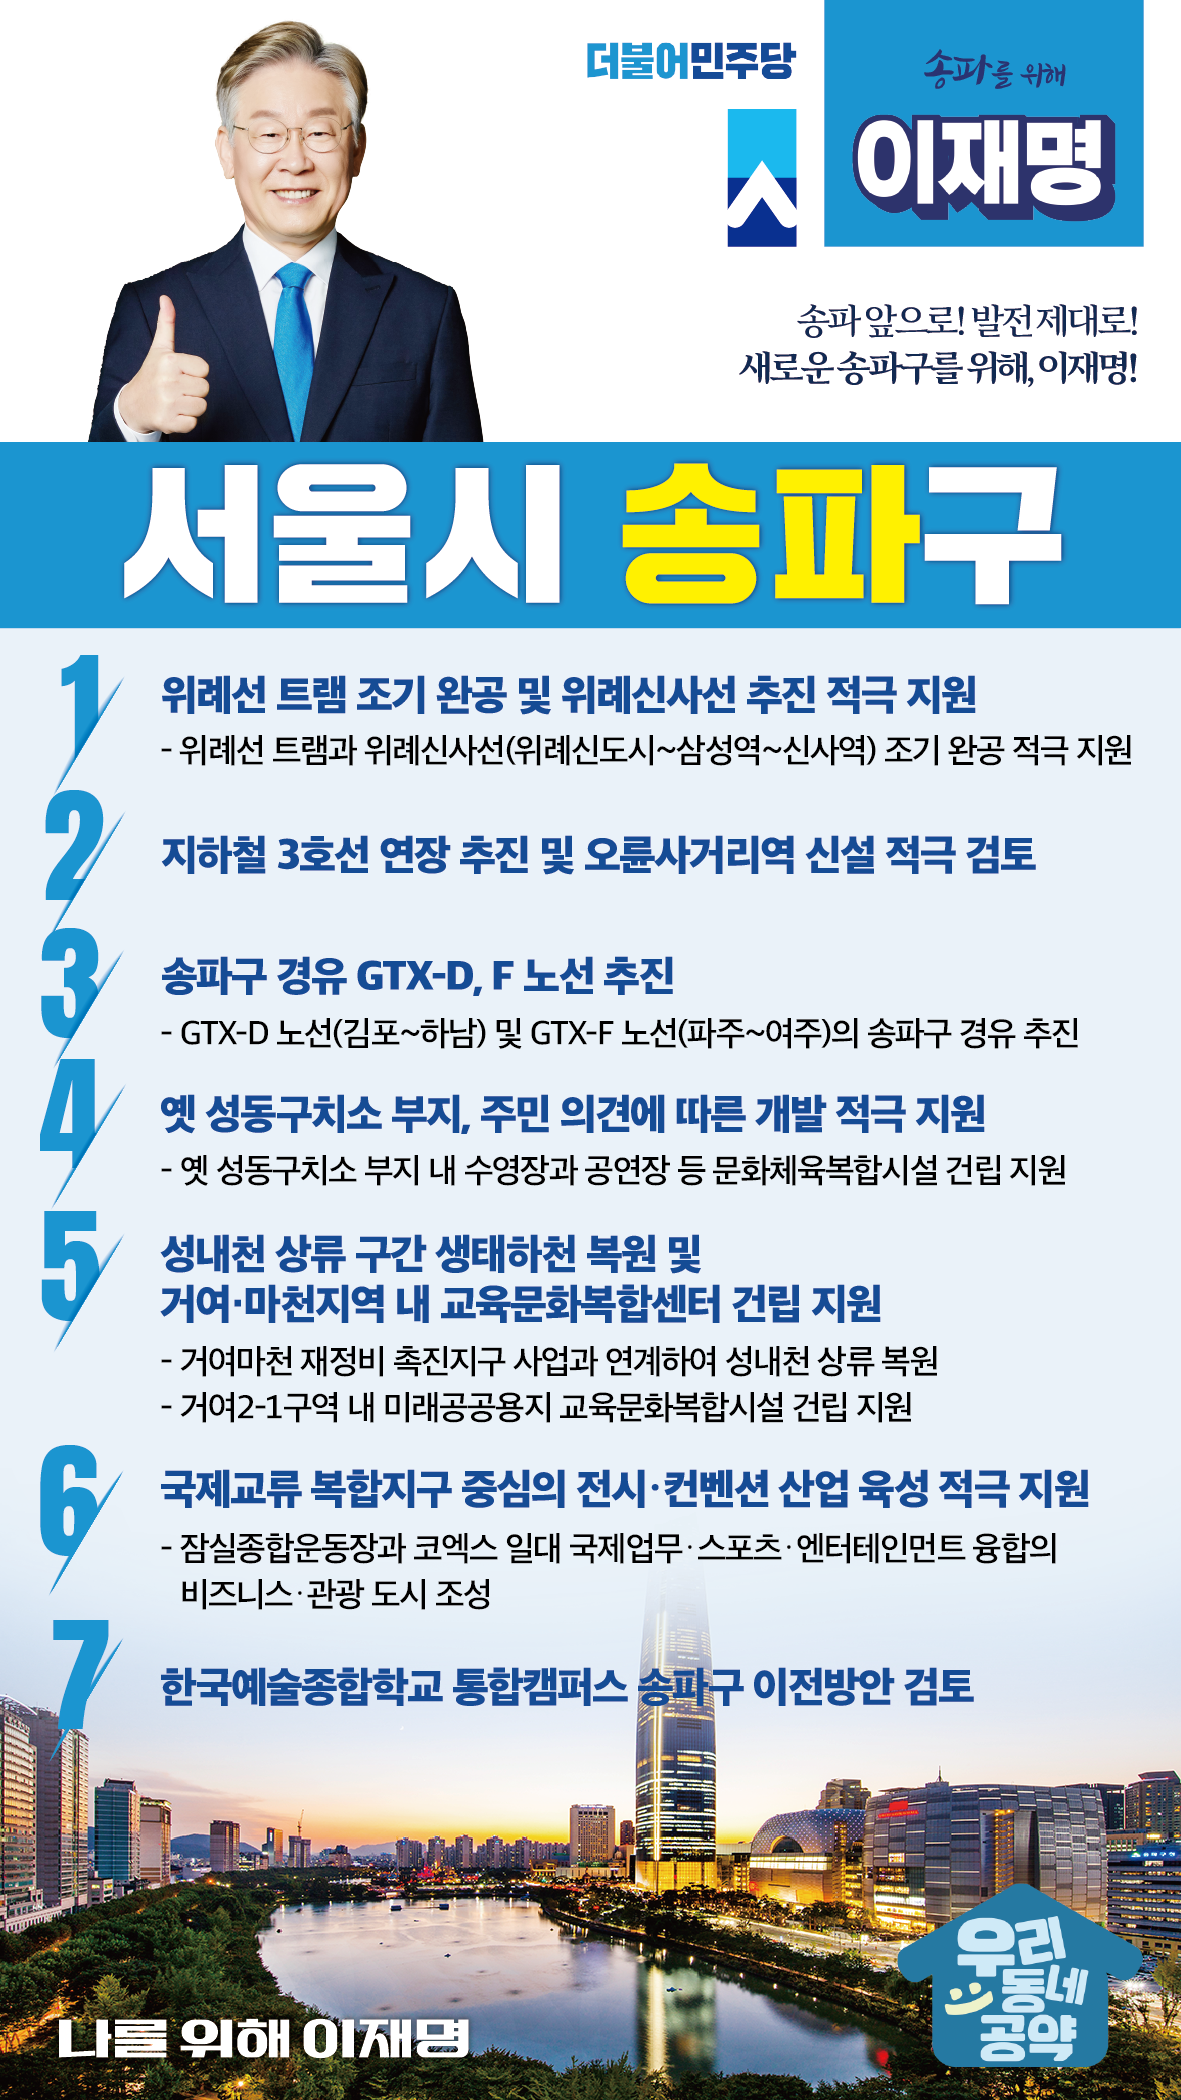 더불어민주당
송파를 위해
이재명
송파 앞으로! 발전 제대로!
새로운 송파구를 위해, 이재명!
서울시 송파구
1
위례선 트램 조기 완공 및 위례신사선 추진 적극 지원
- 위례선 트램과 위례신사선(위례신도시~삼성역~신사역) 조기 완공 적극 지원
2
지하철 3호선 연장 추진 및 오륜사거리역 신설 적극 검토
3
송파구 경유 GTX-D, F 노선 추진
- GTX-D 노선(김포~하남) 및 GTX-F 노선(파주~여주)의 송파구 경유 추진
4
옛 성동구치소 부지, 주민 의견에 따른 개발 적극 지원
- 옛 성동구치소 부지 내 수영장과 공연장 등 문화체육복합시설 건립 지원
5
성내천 상류 구간 생태하천 복원 및
거여·마천지역 내 교육문화복합센터 건립 지원
- 거여마천 재정비 촉진지구 사업과 연계하여 성내천 상류 복원
- 거여2-1구역 내 미래공공용지 교육문화복합시설 건립 지원
6
국제교류 복합지구 중심의 전시·컨벤션 산업 육성 적극 지원
- 잠실종합운동장과 코엑스 일대 국제업무·스포츠·엔터테인먼트 융합의
비즈니스·관광 도시 조성
7
한국예술종합학교 통합캠퍼스 송파구 이전방안 검토
우리
동네
공약
나를 위해 이재명